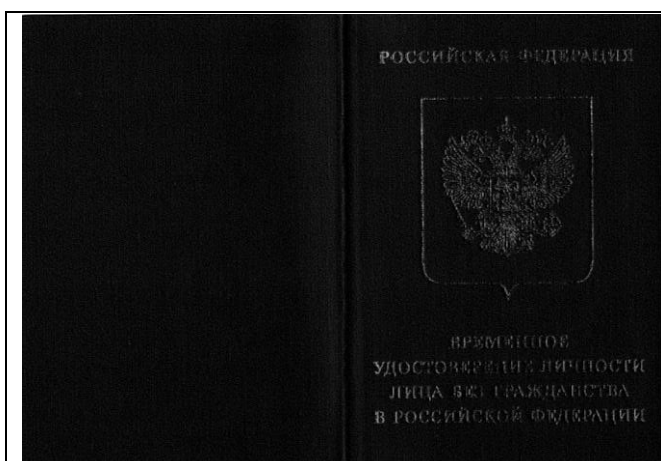 РОССИЙСКАЯ ФЕДЕРАЦИЯ
ВРЕМЕННОЕ
УДОСТОВЕРЕНИЕ ЛИЧНОСТИ
ЛИЦА БЕЗ ГРАЖДАНСТВА
В РОССИЙСКОЙ ФЕДЕРАЦИИ